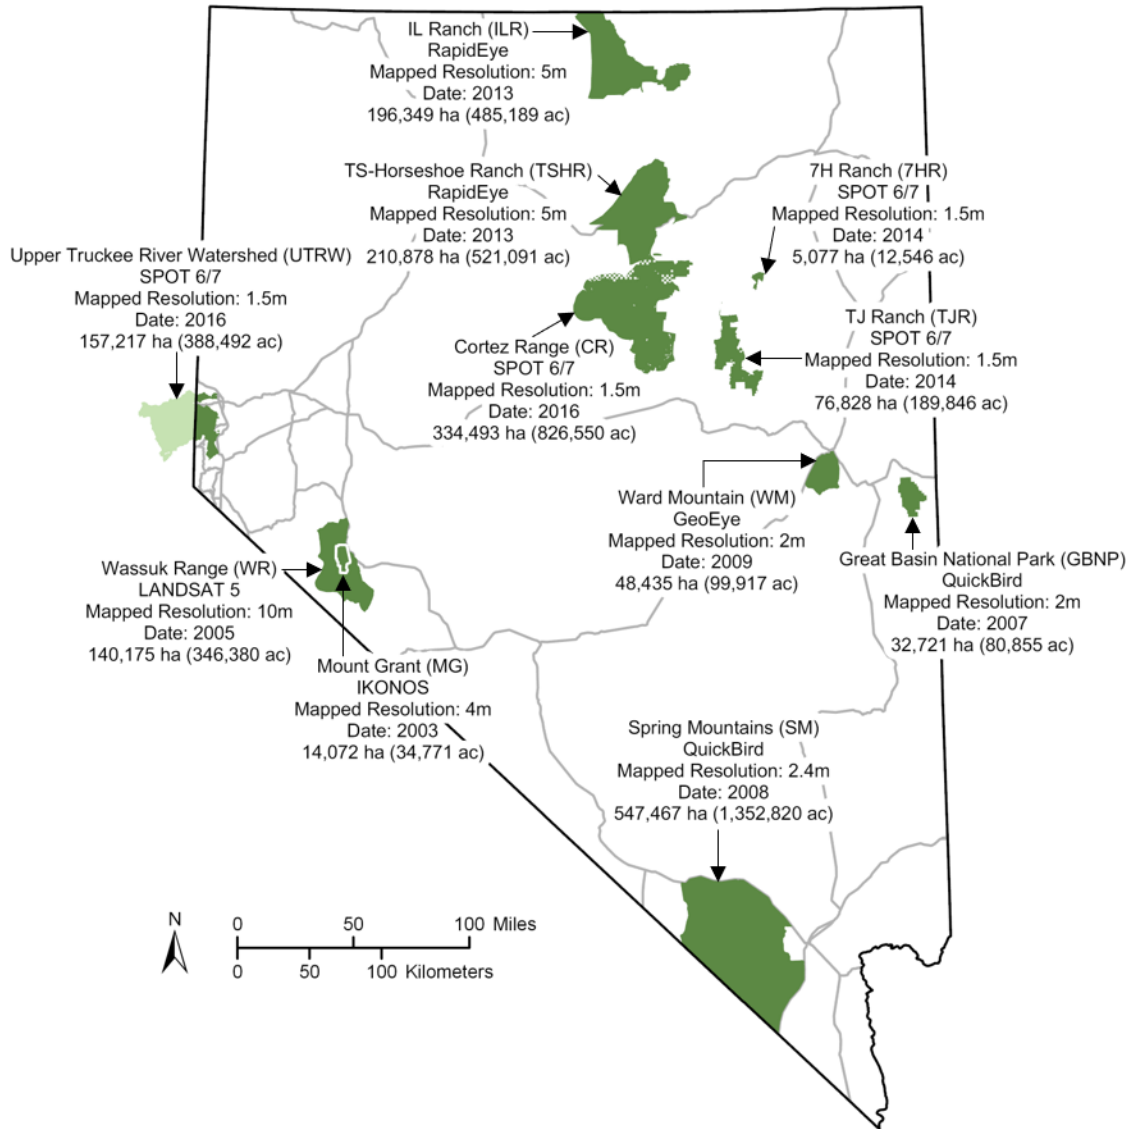 IL Ranch (ILR)
RapidEye
Mapped Resolution: 5m
Date: 2013
196,349 ha (485,189 ac)
TS-Horseshoe Ranch (TSHR)
RapidEye
Mapped Resolution: 5m
Date: 2013
210,878 ha (521,091 ac)
7H Ranch (7HR)
SPOT 6/7
Mapped Resolution: 1.5m
Date: 2014
5,077 ha (12,546 ac)
Upper Truckee River Watershed (UTRW)
SPOT 6/7
Mapped Resolution: 1.5m
Date: 2016
157,217 ha (388,492 ac)
Cortez Range (CR)
SPOT 6/7
Mapped Resolution: 1.5m
Date: 2016
334,493 ha (826,550 ac)
TJ Ranch (TJR)
SPOT 6/7
Mapped Resolution: 1.5m
Date: 2014
76,828 ha (189,846 ac)
Ward Mountain (WM)
GeoEye
Mapped Resolution: 2m
Date: 2009
48,435 ha (99,917 ac)
Great Basin National Park (GBNP)
QuickBird
Mapped Resolution: 2m
Date: 2007
32,721 ha (80,855 ac)
Wassuk Range (WR)
LANDSAT 5
Mapped Resolution: 10m
Date: 2005
140,175 ha (346,380 ac)
Mount Grant (MG)
IKONOS
Mapped Resolution: 4m
Date: 2003
14,072 ha (34,771 ac)
Spring Mountains (SM)
QuickBird
Mapped Resolution: 2.4m
Date: 2008
547,467 ha (1,352,820 ac)
N
0 50 100 Miles
0 50 100 Kilometers